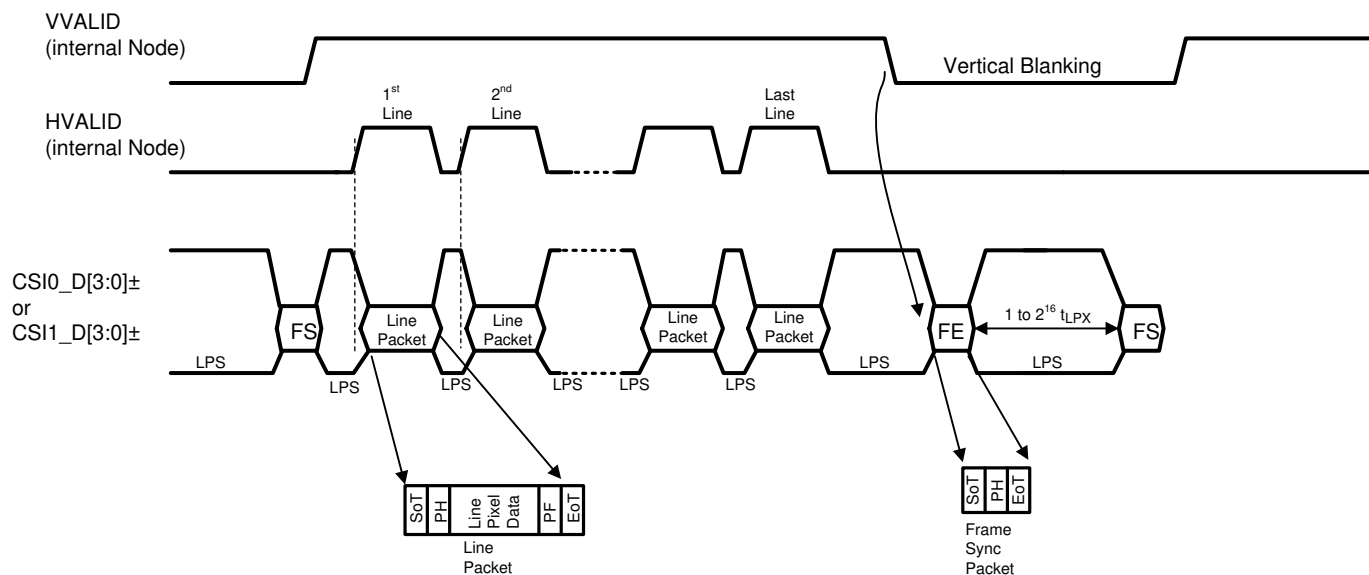 VVALID
(internal Node)
Vertical Blanking
1st
Line
2nd
Line
Last
Line
HVALID
(internal Node)
CSI0_D[3:0]±
or
CSI1_D[3:0]±
FS
Line
Packet
Line
Packet
Line
Packet
Line
Packet
FE
1 to 2^16 tLPX
FS
LPS
LPS
LPS
LPS
LPS
LPS
LPS
LPS
SoT
PH
Line
Pixel
Data
PF
EoT
Line
Packet
SoT
PH
EoT
Frame
Sync
Packet